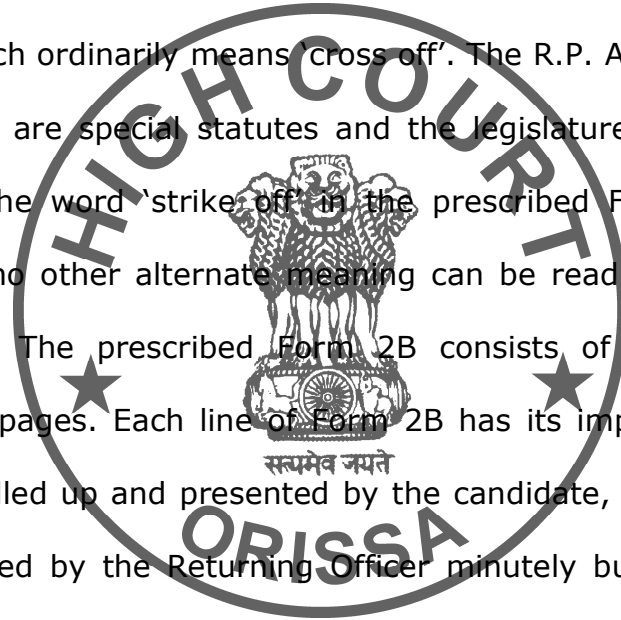 ch ordinarily means ‘cross off’. The R.P. A
are special statutes and the legislature
he word ‘strike off’ in the prescribed F
no other alternate meaning can be read
The prescribed Form 2B consists of
pages. Each line of Form 2B has its imp
lled up and presented by the candidate,
ed by the Returning Officer minutely bu
HIGH COURT
सत्यमेव जयते
ORISSA